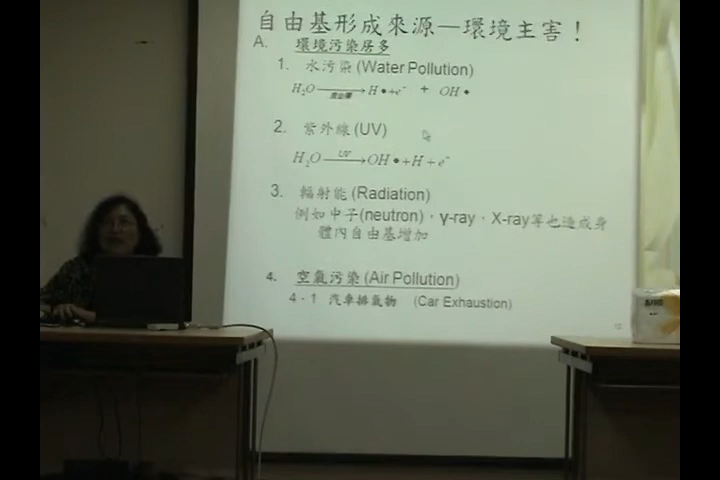 自由基形成來源—環境主害！
A. 環境污染居多
1. 水污染 (Water Pollution)
H₂O → H•+e⁻ + OH•
2. 紫外線 (UV)
H₂O —UV→ OH•+H+e⁻
3. 輻射能 (Radiation)
例如中子(neutron)、γ-ray、X-ray等也造成身
體內自由基增加
4. 空氣污染 (Air Pollution)
4-1 汽車排氣物 (Car Exhaustion)